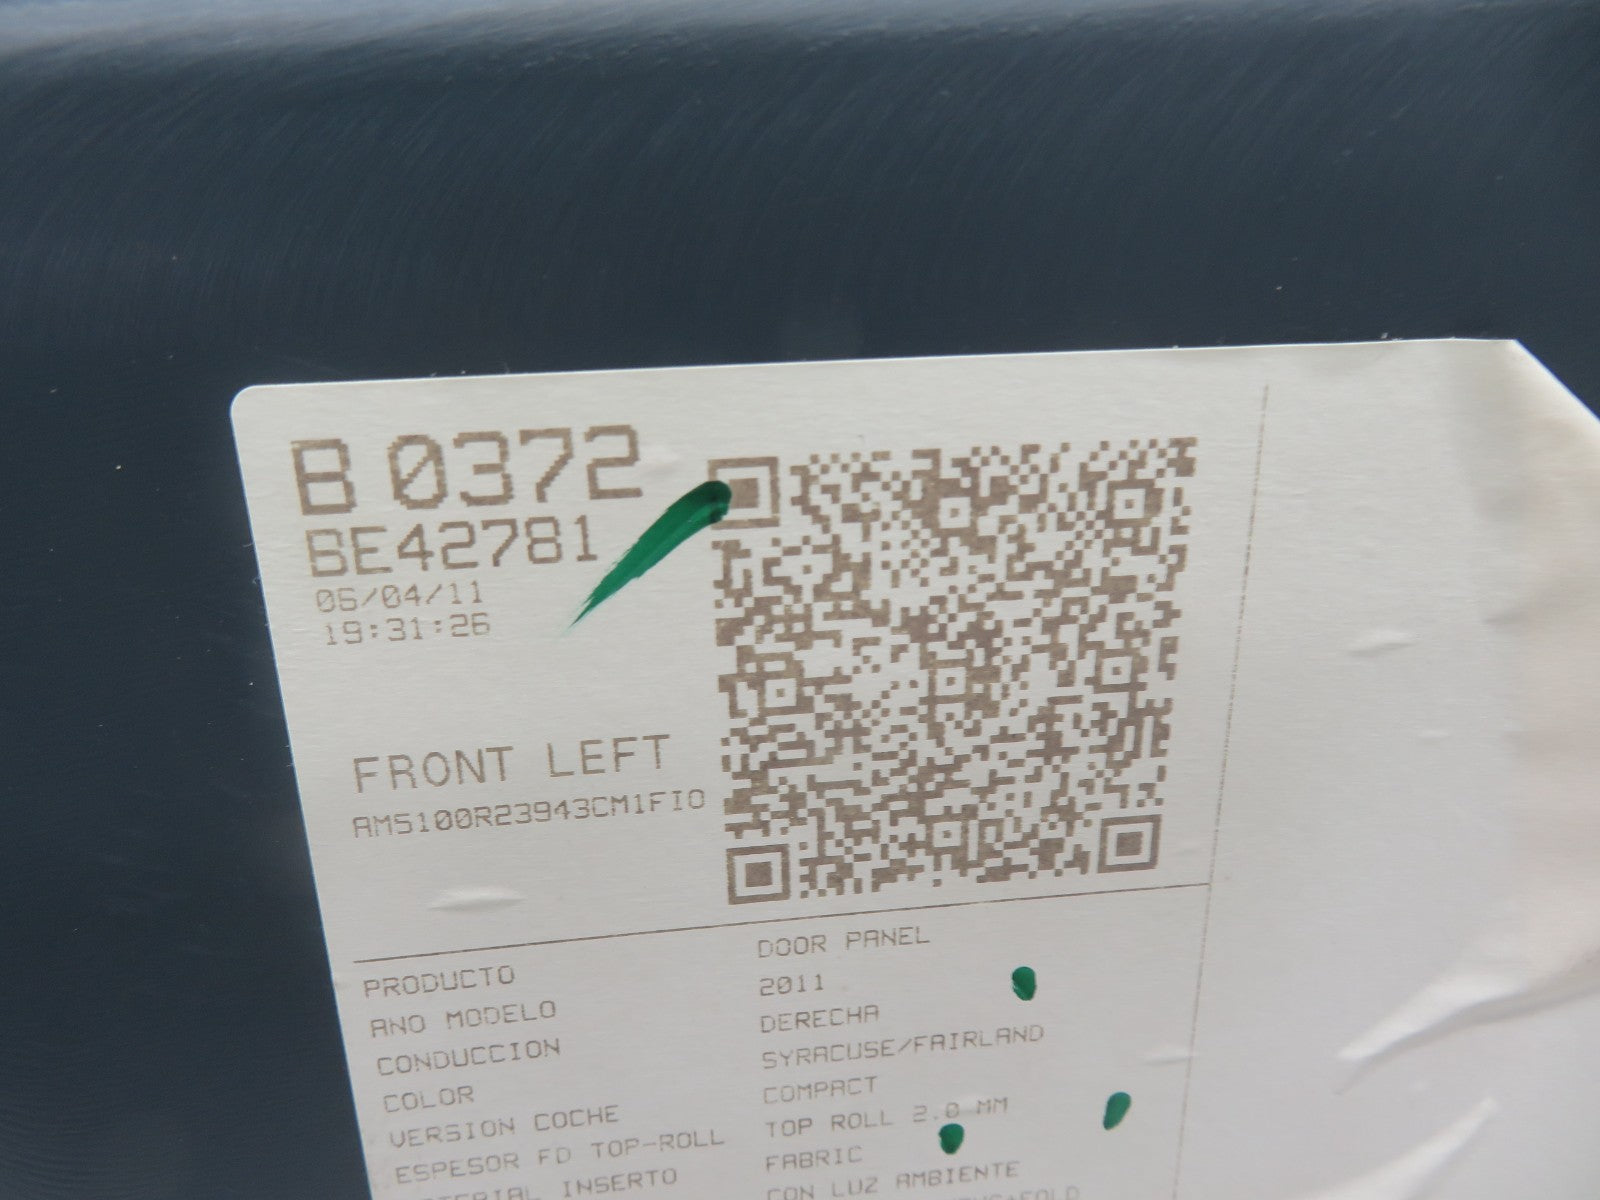 B 0372
BE42781
05/04/11
19:31:26
FRONT LEFT
AM5100R23943CM1FIO
PRODUCTO DOOR PANEL
ANO MODELO 2011
CONDUCCION DERECHA
COLOR SYRACUSE/FAIRLAND
VERSION COCHE COMPACT
ESPESOR FD TOP-ROLL TOP ROLL 2.0 MM
INSERTO FABRIC
CON LUZ AMBIENTE